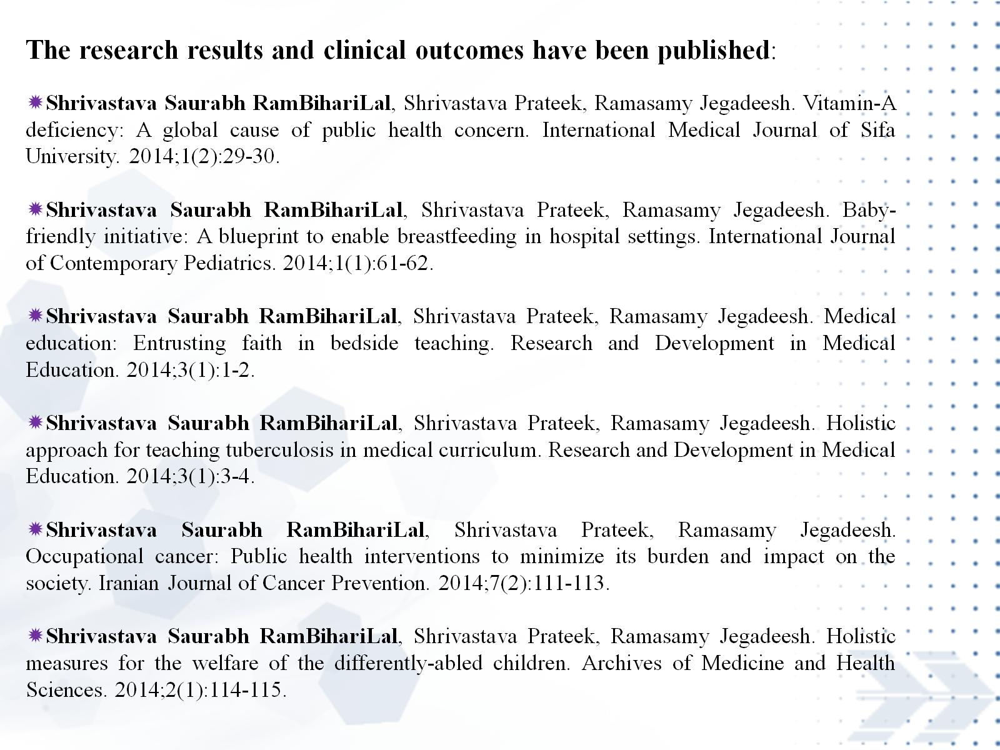 The research results and clinical outcomes have been published:
✹Shrivastava Saurabh RamBihariLal, Shrivastava Prateek, Ramasamy Jegadeesh. Vitamin-A
deficiency: A global cause of public health concern. International Medical Journal of Sifa
University. 2014;1(2):29-30.
✹Shrivastava Saurabh RamBihariLal, Shrivastava Prateek, Ramasamy Jegadeesh. Baby-
friendly initiative: A blueprint to enable breastfeeding in hospital settings. International Journal
of Contemporary Pediatrics. 2014;1(1):61-62.
✹Shrivastava Saurabh RamBihariLal, Shrivastava Prateek, Ramasamy Jegadeesh. Medical
education: Entrusting faith in bedside teaching. Research and Development in Medical
Education. 2014;3(1):1-2.
✹Shrivastava Saurabh RamBihariLal, Shrivastava Prateek, Ramasamy Jegadeesh. Holistic
approach for teaching tuberculosis in medical curriculum. Research and Development in Medical
Education. 2014;3(1):3-4.
✹Shrivastava Saurabh RamBihariLal, Shrivastava Prateek, Ramasamy Jegadeesh.
Occupational cancer: Public health interventions to minimize its burden and impact on the
society. Iranian Journal of Cancer Prevention. 2014;7(2):111-113.
✹Shrivastava Saurabh RamBihariLal, Shrivastava Prateek, Ramasamy Jegadeesh. Holistic
measures for the welfare of the differently-abled children. Archives of Medicine and Health
Sciences. 2014;2(1):114-115.